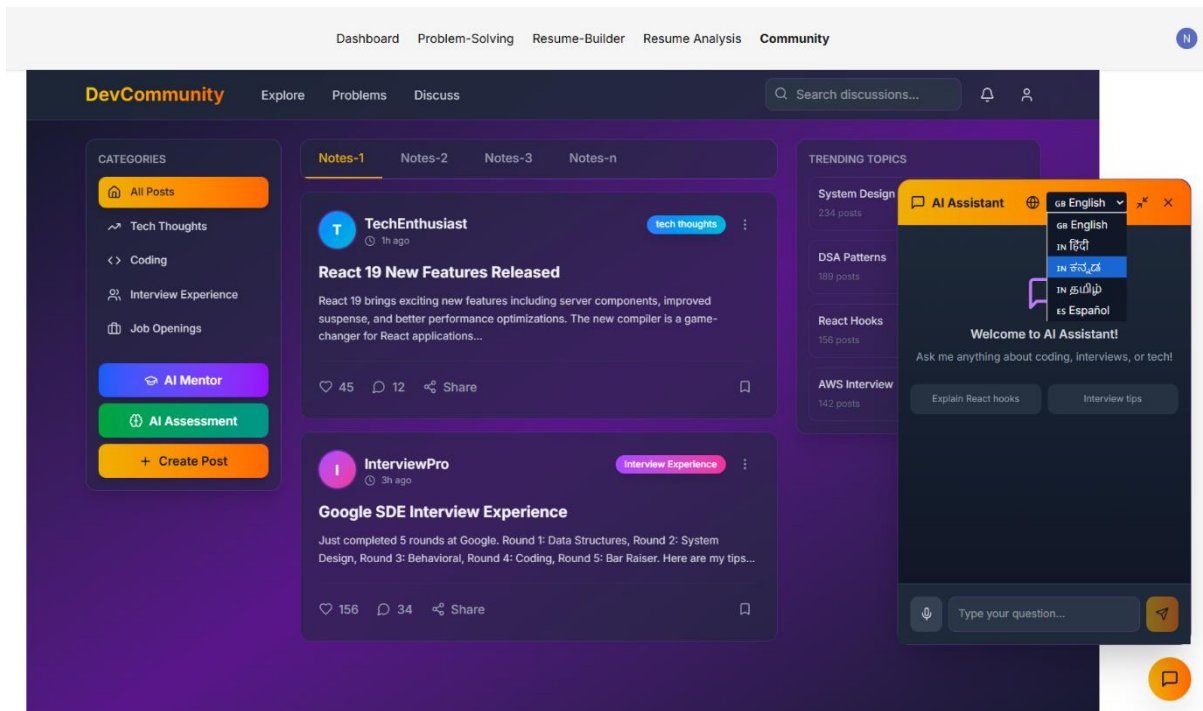 Dashboard Problem-Solving Resume-Builder Resume Analysis Community
N
DevCommunity Explore Problems Discuss
Search discussions...
CATEGORIES
All Posts
Tech Thoughts
Coding
Interview Experience
Job Openings
AI Mentor
AI Assessment
+ Create Post
Notes-1 Notes-2 Notes-3 Notes-n
T
TechEnthusiast
1h ago
tech thoughts
React 19 New Features Released
React 19 brings exciting new features including server components, improved
suspense, and better performance optimizations. The new compiler is a game-
changer for React applications...
45 12 Share
I
InterviewPro
3h ago
Interview Experience
Google SDE Interview Experience
Just completed 5 rounds at Google. Round 1: Data Structures, Round 2: System
Design, Round 3: Behavioral, Round 4: Coding, Round 5: Bar Raiser. Here are my tips...
156 34 Share
TRENDING TOPICS
System Design
234 posts
DSA Patterns
189 posts
React Hooks
156 posts
AWS Interview
142 posts
AI Assistant
GB English
GB English
IN हिंदी
IN ಕನ್ನಡ
IN தமிழ்
ES Español
Welcome to AI Assistant!
Ask me anything about coding, interviews, or tech!
Explain React hooks
Interview tips
Type your question...